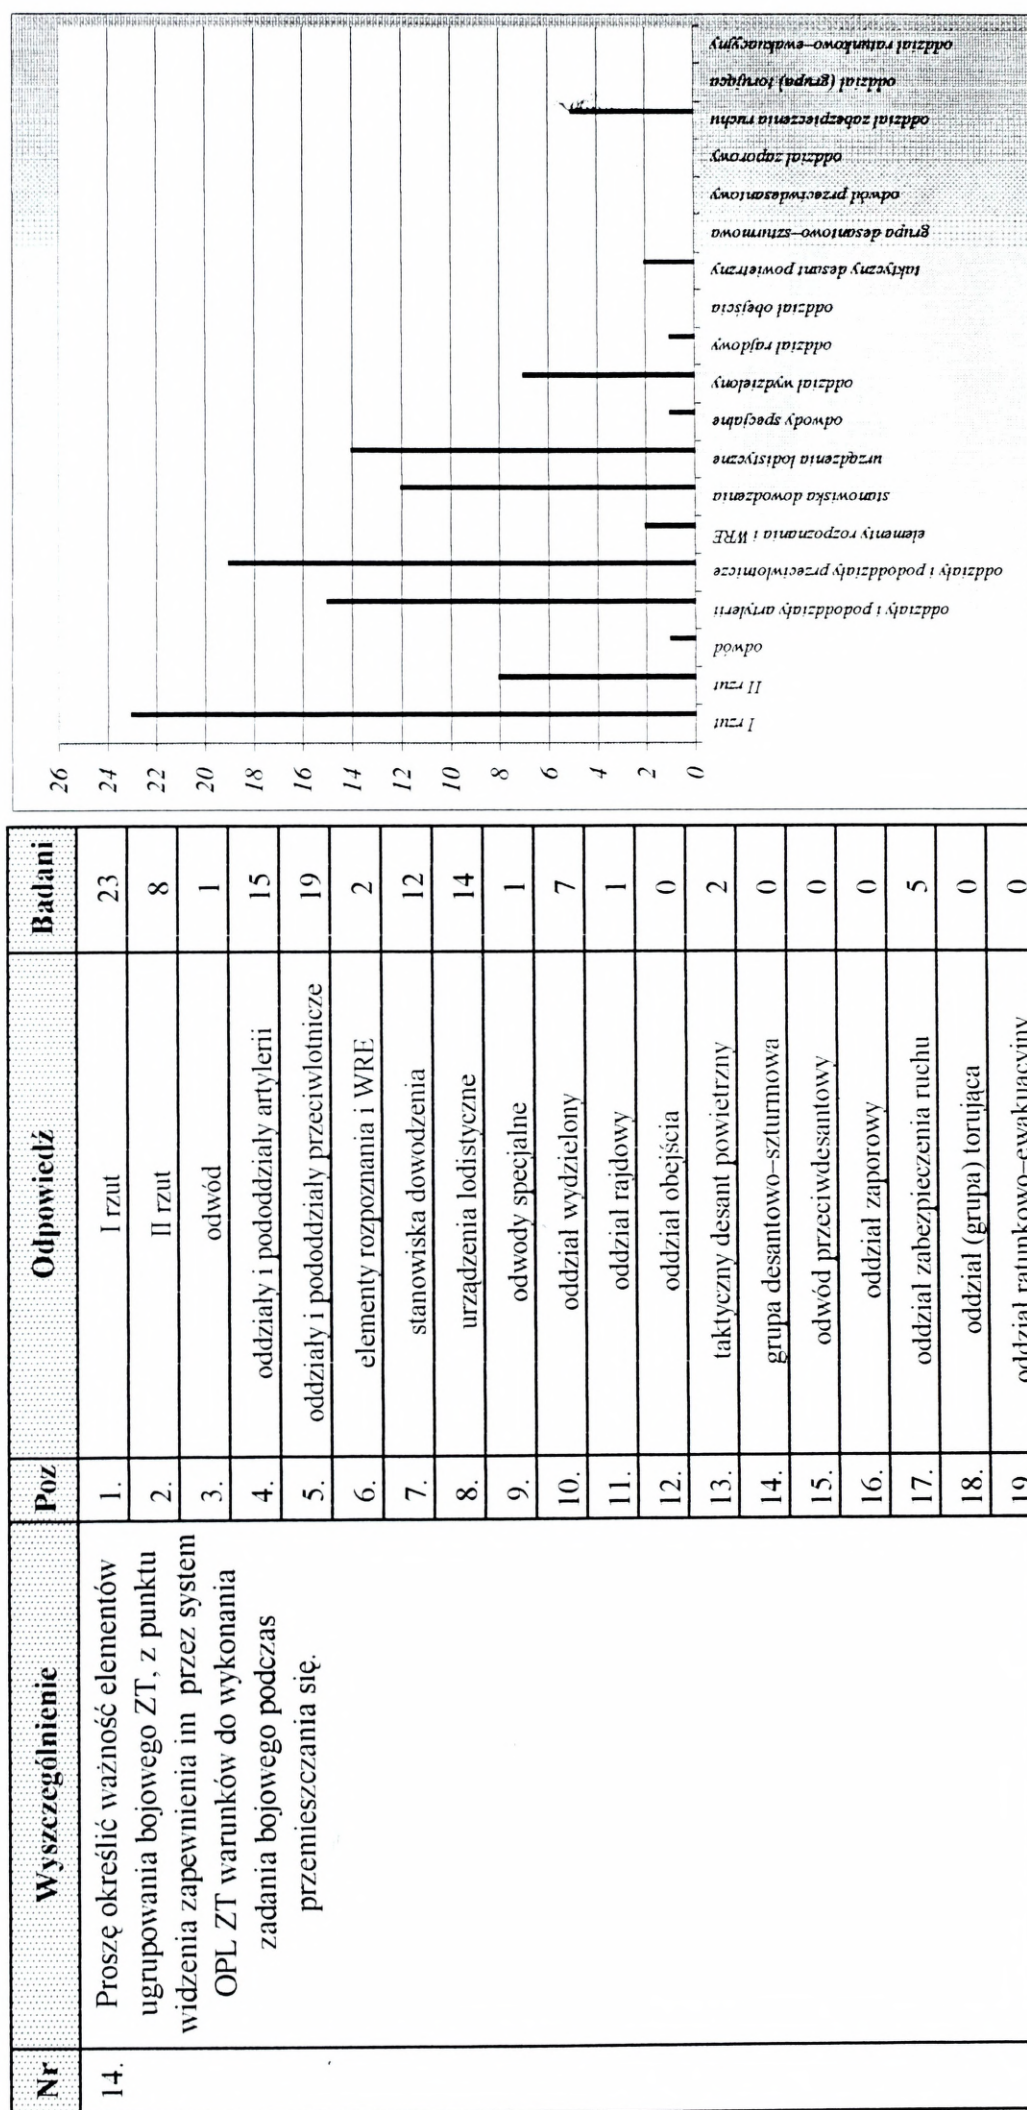 Nr Wyszczególnienie Poz Odpowiedź Badani
14. Proszę określić ważność elementów
ugrupowania bojowego ZT, z punktu
widzenia zapewnienia im przez system
OPL ZT warunków do wykonania
zadania bojowego podczas
przemieszczania się.
1. I rzut 23
2. II rzut 8
3. odwód 1
4. oddziały i pododdziały artylerii 15
5. oddziały i pododdziały przeciwlotnicze 19
6. elementy rozpoznania i WRE 2
7. stanowiska dowodzenia 12
8. urządzenia lodistyczne 14
9. odwody specjalne 1
10. oddział wydzielony 7
11. oddział rajdowy 1
12. oddział obejścia 0
13. taktyczny desant powietrzny 2
14. grupa desantowo–szturmowa 0
15. odwód przeciwdesantowy 0
16. oddział zaporowy 0
17. oddział zabezpieczenia ruchu 5
18. oddział (grupa) torująca 0
19. oddział ratunkowo–ewakuacyjny 0
26
24
22
20
18
16
14
12
10
8
6
4
2
0
I rzut
II rzut
odwód
oddziały i pododdziały artylerii
oddziały i pododdziały przeciwlotnicze
elementy rozpoznania i WRE
stanowiska dowodzenia
urządzenia lodistyczne
odwody specjalne
oddział wydzielony
oddział rajdowy
oddział obejścia
taktyczny desant powietrzny
grupa desantowo–szturmowa
odwód przeciwdesantowy
oddział zaporowy
oddział zabezpieczenia ruchu
oddział (grupa) torująca
oddział ratunkowo–ewakuacyjny